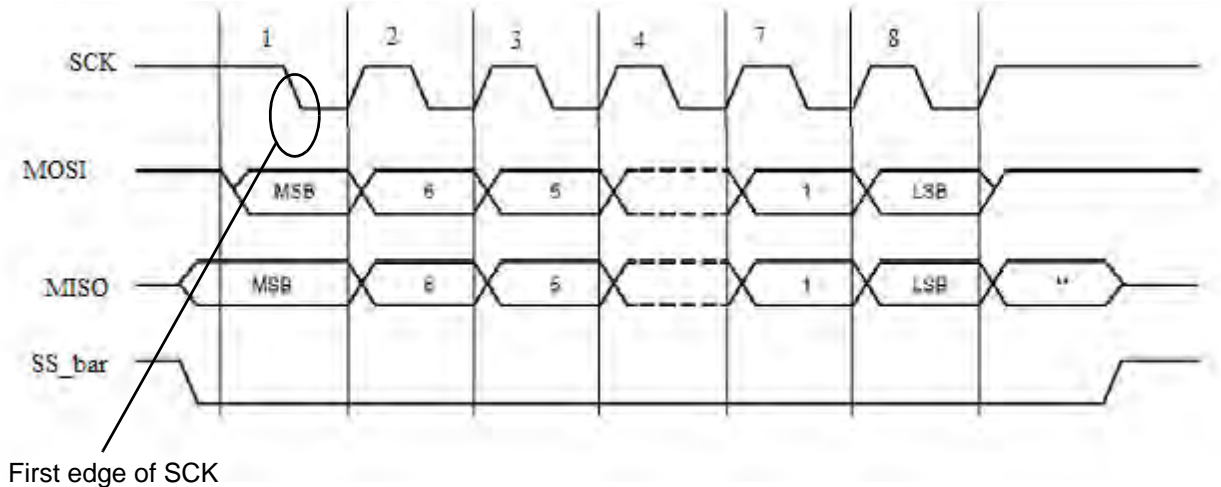 1 2 3 4 7 8
SCK
MOSI MSB 6 5 1 LSB
MISO MSB 6 5 1 LSB
SS_bar
First edge of SCK